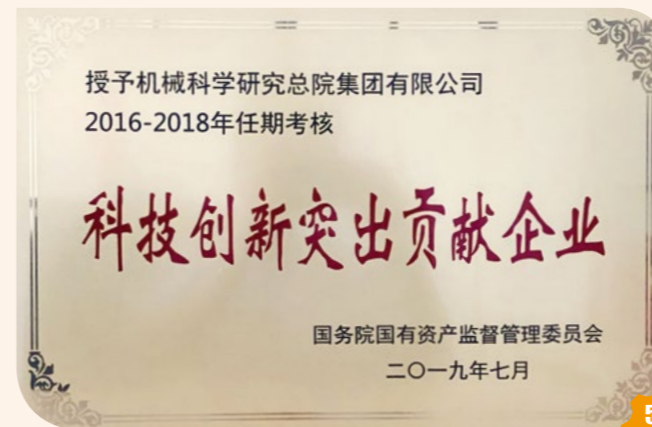 授予机械科学研究总院集团有限公司
2016-2018年任期考核
科技创新突出贡献企业
国务院国有资产监督管理委员会
二〇一九年七月
5